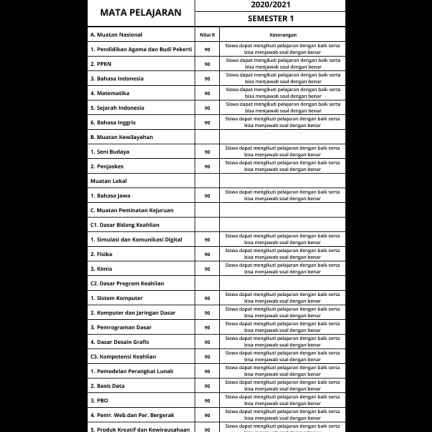 MATA PELAJARAN
2020/2021
SEMESTER 1
A. Muatan Nasional Nilai R Keterangan
1. Pendidikan Agama dan Budi Pekerti 90 Siswa dapat mengikuti pelajaran dengan baik serta
bisa menjawab soal dengan benar
2. PPKN 90 Siswa dapat mengikuti pelajaran dengan baik serta
bisa menjawab soal dengan benar
3. Bahasa Indonesia 90 Siswa dapat mengikuti pelajaran dengan baik serta
bisa menjawab soal dengan benar
4. Matematika 90 Siswa dapat mengikuti pelajaran dengan baik serta
bisa menjawab soal dengan benar
5. Sejarah Indonesia 90 Siswa dapat mengikuti pelajaran dengan baik serta
bisa menjawab soal dengan benar
6. Bahasa Inggris 90 Siswa dapat mengikuti pelajaran dengan baik serta
bisa menjawab soal dengan benar
B. Muatan Kewilayahan
1. Seni Budaya 90 Siswa dapat mengikuti pelajaran dengan baik serta
bisa menjawab soal dengan benar
2. Penjaskes 90 Siswa dapat mengikuti pelajaran dengan baik serta
bisa menjawab soal dengan benar
Muatan Lokal
1. Bahasa Jawa 90 Siswa dapat mengikuti pelajaran dengan baik serta
bisa menjawab soal dengan benar
C. Muatan Peminatan Kejuruan
C1. Dasar Bidang Keahlian
1. Simulasi dan Komunikasi Digital 90 Siswa dapat mengikuti pelajaran dengan baik serta
bisa menjawab soal dengan benar
2. Fisika 90 Siswa dapat mengikuti pelajaran dengan baik serta
bisa menjawab soal dengan benar
3. Kimia 90 Siswa dapat mengikuti pelajaran dengan baik serta
bisa menjawab soal dengan benar
C2. Dasar Program Keahlian
1. Sistem Komputer 90 Siswa dapat mengikuti pelajaran dengan baik serta
bisa menjawab soal dengan benar
2. Komputer dan Jaringan Dasar 90 Siswa dapat mengikuti pelajaran dengan baik serta
bisa menjawab soal dengan benar
3. Pemrograman Dasar 90 Siswa dapat mengikuti pelajaran dengan baik serta
bisa menjawab soal dengan benar
4. Dasar Desain Grafis 90 Siswa dapat mengikuti pelajaran dengan baik serta
bisa menjawab soal dengan benar
C3. Kompetensi Keahlian 90 Siswa dapat mengikuti pelajaran dengan baik serta
bisa menjawab soal dengan benar
1. Pemodelan Perangkat Lunak 90 Siswa dapat mengikuti pelajaran dengan baik serta
bisa menjawab soal dengan benar
2. Basis Data 90 Siswa dapat mengikuti pelajaran dengan baik serta
bisa menjawab soal dengan benar
3. PBO 90 Siswa dapat mengikuti pelajaran dengan baik serta
bisa menjawab soal dengan benar
4. Pemr. Web dan Per. Bergerak 90 Siswa dapat mengikuti pelajaran dengan baik serta
bisa menjawab soal dengan benar
5. Produk Kreatif dan Kewirausahaan 90 Siswa dapat mengikuti pelajaran dengan baik serta